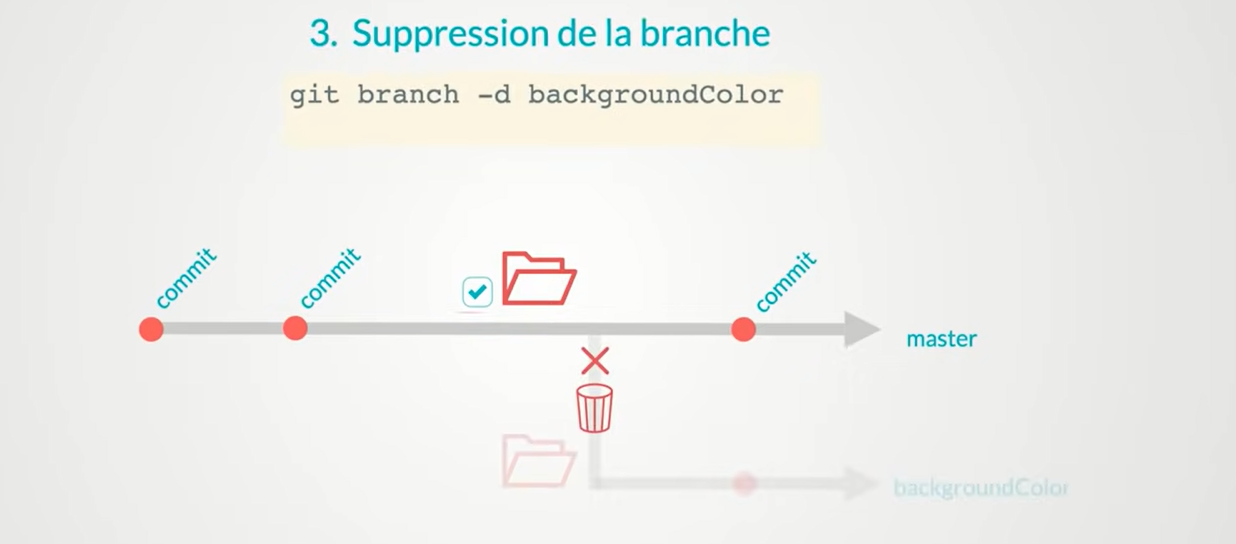 3. Suppression de la branche
git branch -d backgroundColor
commit
commit
commit
master
backgroundColor